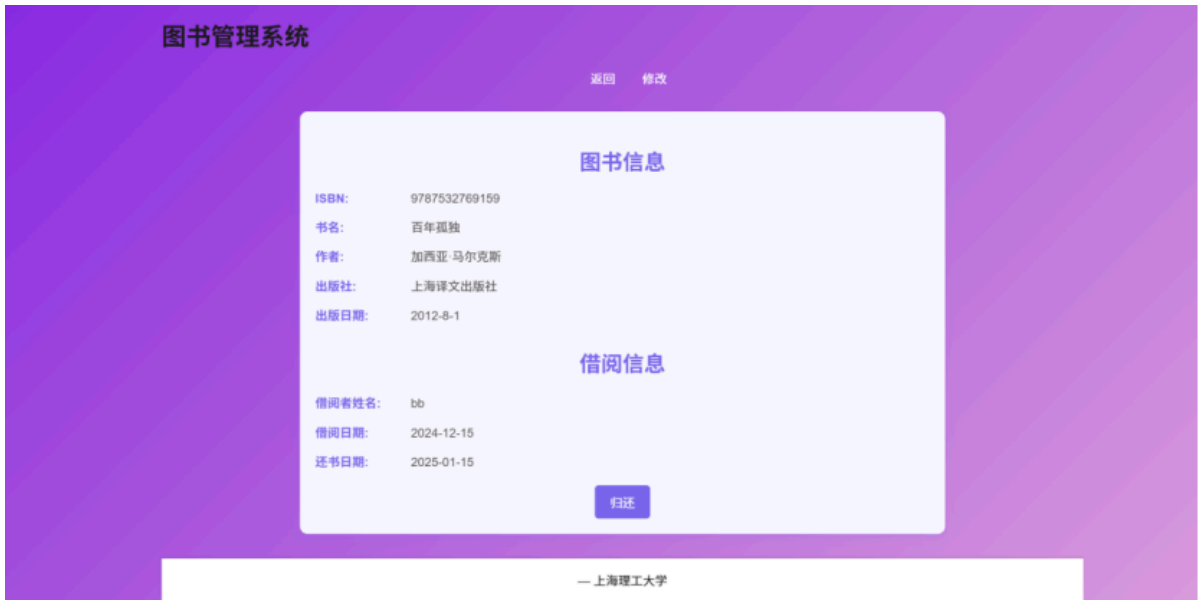 图书管理系统
返回 修改
图书信息
ISBN: 9787532769159
书名: 百年孤独
作者: 加西亚·马尔克斯
出版社: 上海译文出版社
出版日期: 2012-8-1
借阅信息
借阅者姓名: bb
借阅日期: 2024-12-15
还书日期: 2025-01-15
归还
— 上海理工大学